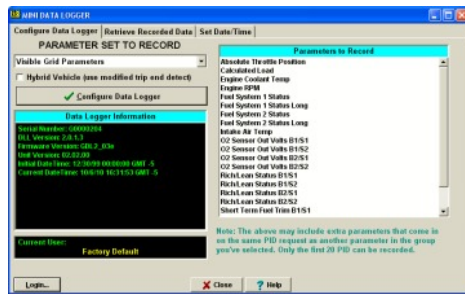 MINI DATA LOGGER
Configure Data Logger
Retrieve Recorded Data
Set Date/Time
PARAMETER SET TO RECORD
Visible Grid Parameters
Hybrid Vehicle (use modified trip end detect)
Configure Data Logger
Data Logger Information
Serial Number: G0000204
DLL Version: 2.0.1.3
Firmware Version: GDL2_03e
Unit Version: 02.02.00
Initial DateTime: 12/30/99 00:00:00 GMT -5
Current DateTime: 10/6/10 16:31:53 GMT -5
Current User:
Factory Default
Parameters to Record
Absolute Throttle Position
Calculated Load
Engine Coolant Temp
Engine RPM
Fuel System 1 Status
Fuel System 1 Status Long
Fuel System 2 Status
Fuel System 2 Status Long
Intake Air Temp
O2 Sensor Out Volts B1/S1
O2 Sensor Out Volts B1/S2
O2 Sensor Out Volts B2/S1
O2 Sensor Out Volts B2/S2
Rich/Lean Status B1/S1
Rich/Lean Status B1/S2
Rich/Lean Status B2/S1
Rich/Lean Status B2/S2
Short Term Fuel Trim B1/S1
Note: The above may include extra parameters that come in
on the same PID request as another parameter in the group
you've selected. Only the first 20 PID can be recorded.
Login...
Close
Help